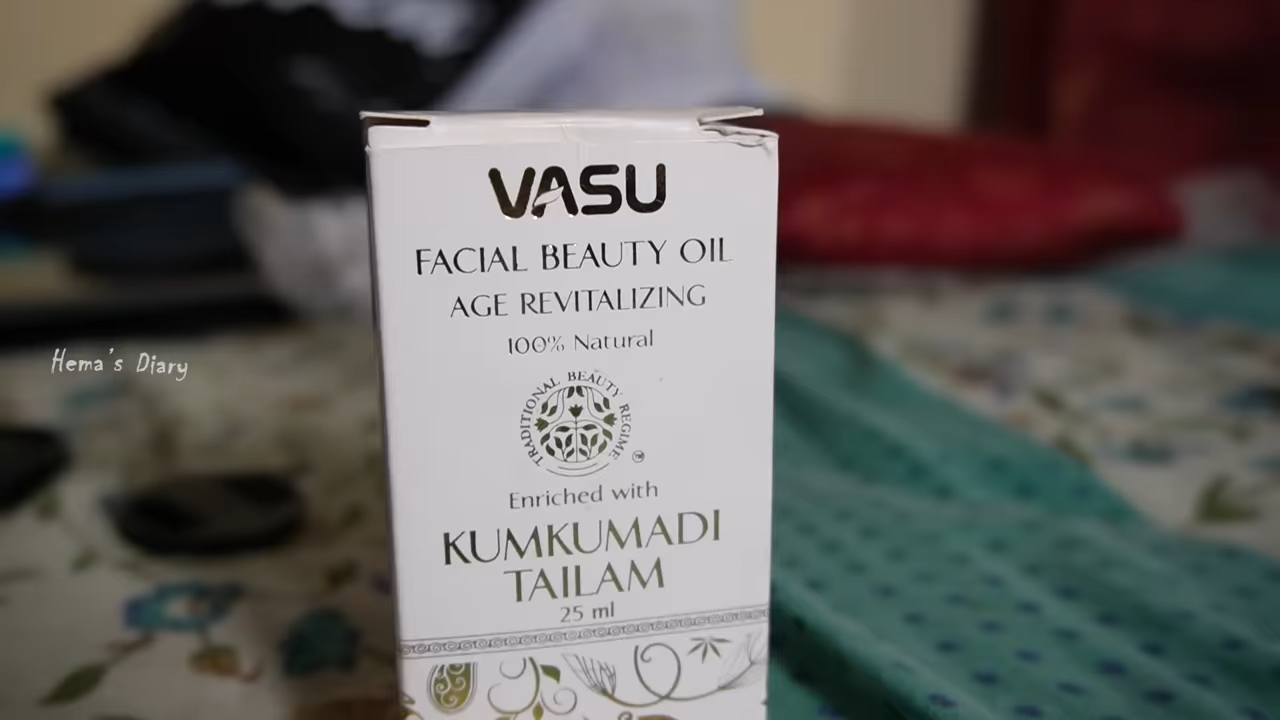 VASU
FACIAL BEAUTY OIL
AGE REVITALIZING
100% Natural
TRADITIONAL BEAUTY REGIME
Enriched with
KUMKUMADI
TAILAM
25 ml
Hema's Diary